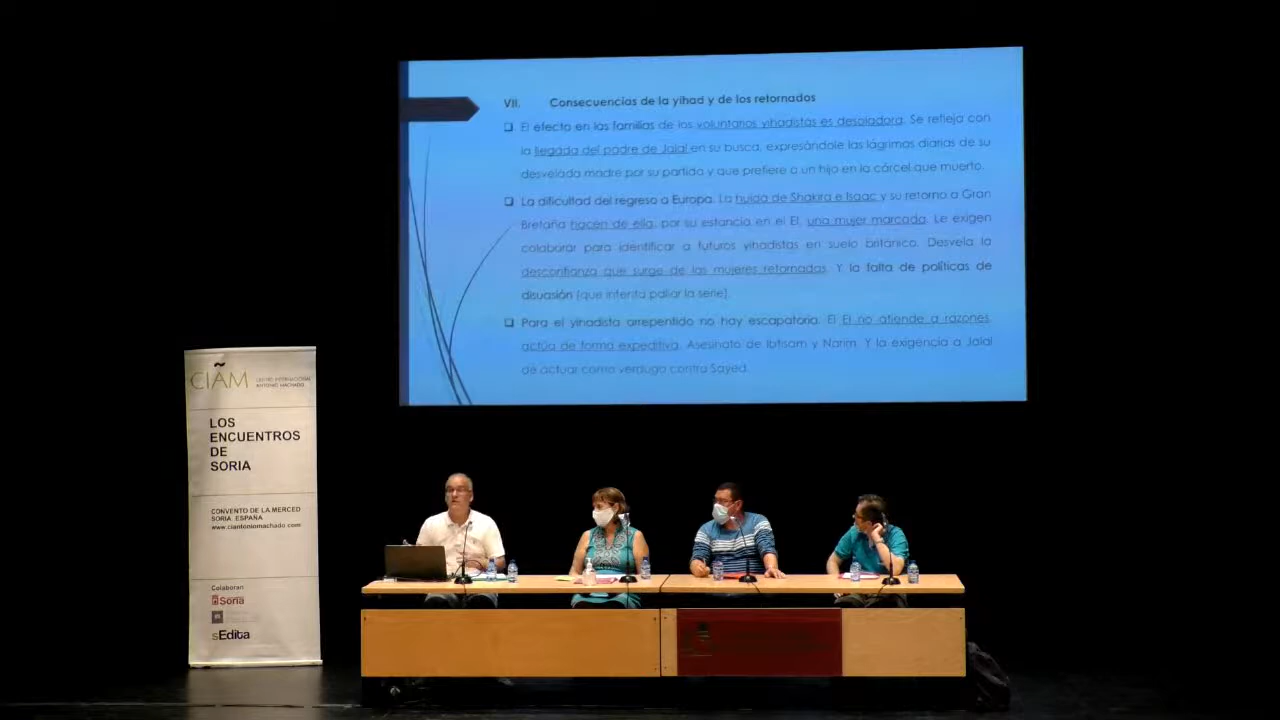 VII. Consecuencias de la yihad y de los retornados
❑ El efecto en las familias de los voluntarios yihadistas es desoladora. Se refleja con
la llegada del padre de Jalal en su busca, expresándole las lágrimas diarias de su
desvelada madre por su partida y que prefiere a un hijo en la cárcel que muerto.
❑ La dificultad del regreso a Europa. La huida de Shakira e Isaac y su retorno a Gran
Bretaña hacen de ella, por su estancia en el EI, una mujer marcada. Le exigen
colaborar para identificar a futuros yihadistas en suelo británico. Desvela la
desconfianza que surge de las mujeres retornadas. Y la falta de políticas de
disuasión (que intenta paliar la serie).
❑ Para el yihadista arrepentido no hay escapatoria. El EI no atiende a razones,
actúa de forma expeditiva. Asesinato de Ibtisam y Narim. Y la exigencia a Jalal
de actuar como verdugo contra Sayed.
CIAM CENTRO INTERNACIONAL
ANTONIO MACHADO
LOS
ENCUENTROS
DE
SORIA
CONVENTO DE LA MERCED
SORIA ESPAÑA
www.ciantoniomachado.com
Colaboran
Soria
sEdita